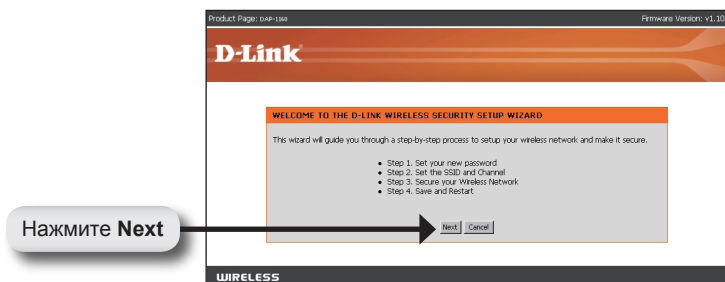 Product Page: DAP-1160 Firmware Version: v1.10
D-Link
WELCOME TO THE D-LINK WIRELESS SECURITY SETUP WIZARD
This wizard will guide you through a step-by-step process to setup your wireless network and make it secure.
• Step 1. Set your new password
• Step 2. Set the SSID and Channel
• Step 3. Secure your Wireless Network
• Step 4. Save and Restart
Нажмите Next
Next Cancel
WIRELESS